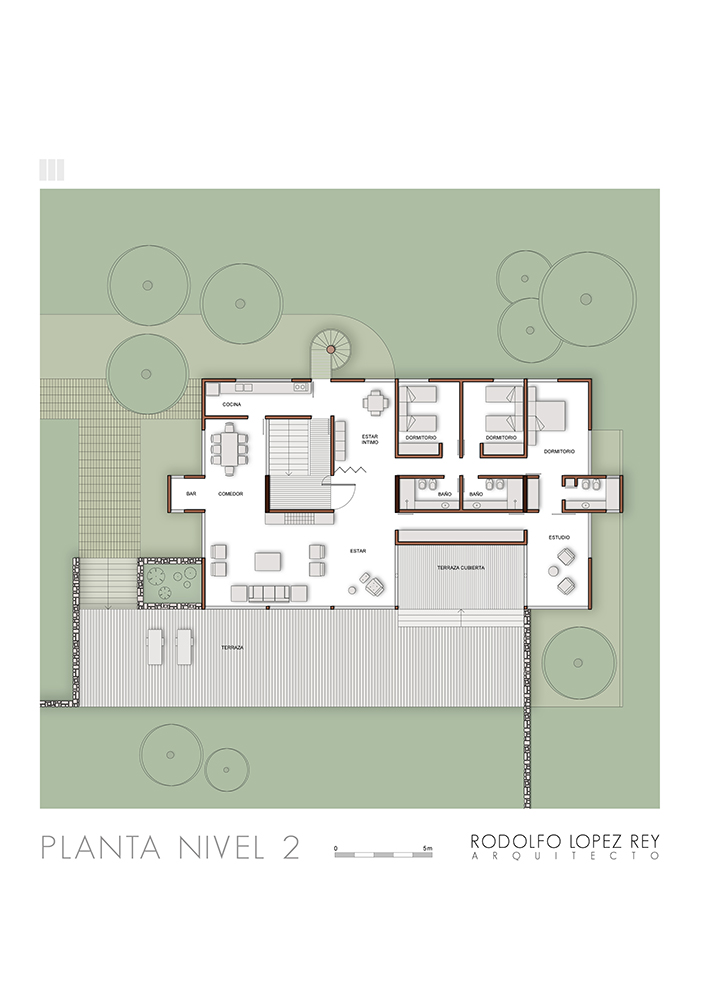 COCINA
ESTAR
INTIMO
DORMITORIO
DORMITORIO
DORMITORIO
BAR
COMEDOR
BAÑO
BAÑO
ESTAR
ESTUDIO
TERRAZA CUBIERTA
TERRAZA
PLANTA NIVEL 2
0 5m
RODOLFO LOPEZ REY
ARQUITECTO